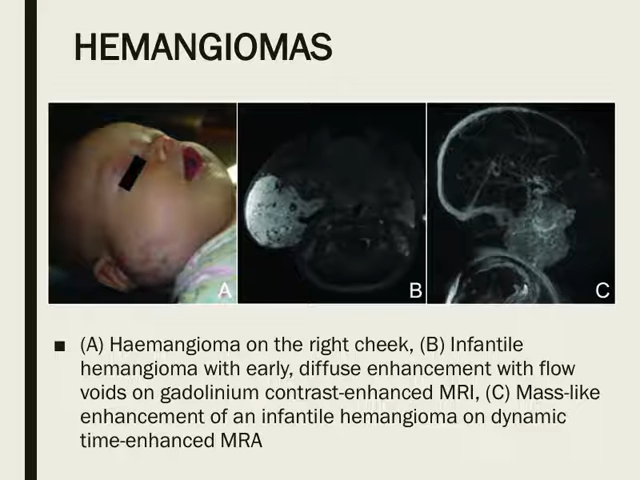 HEMANGIOMAS
A
B
C
■ (A) Haemangioma on the right cheek, (B) Infantile
hemangioma with early, diffuse enhancement with flow
voids on gadolinium contrast-enhanced MRI, (C) Mass-like
enhancement of an infantile hemangioma on dynamic
time-enhanced MRA